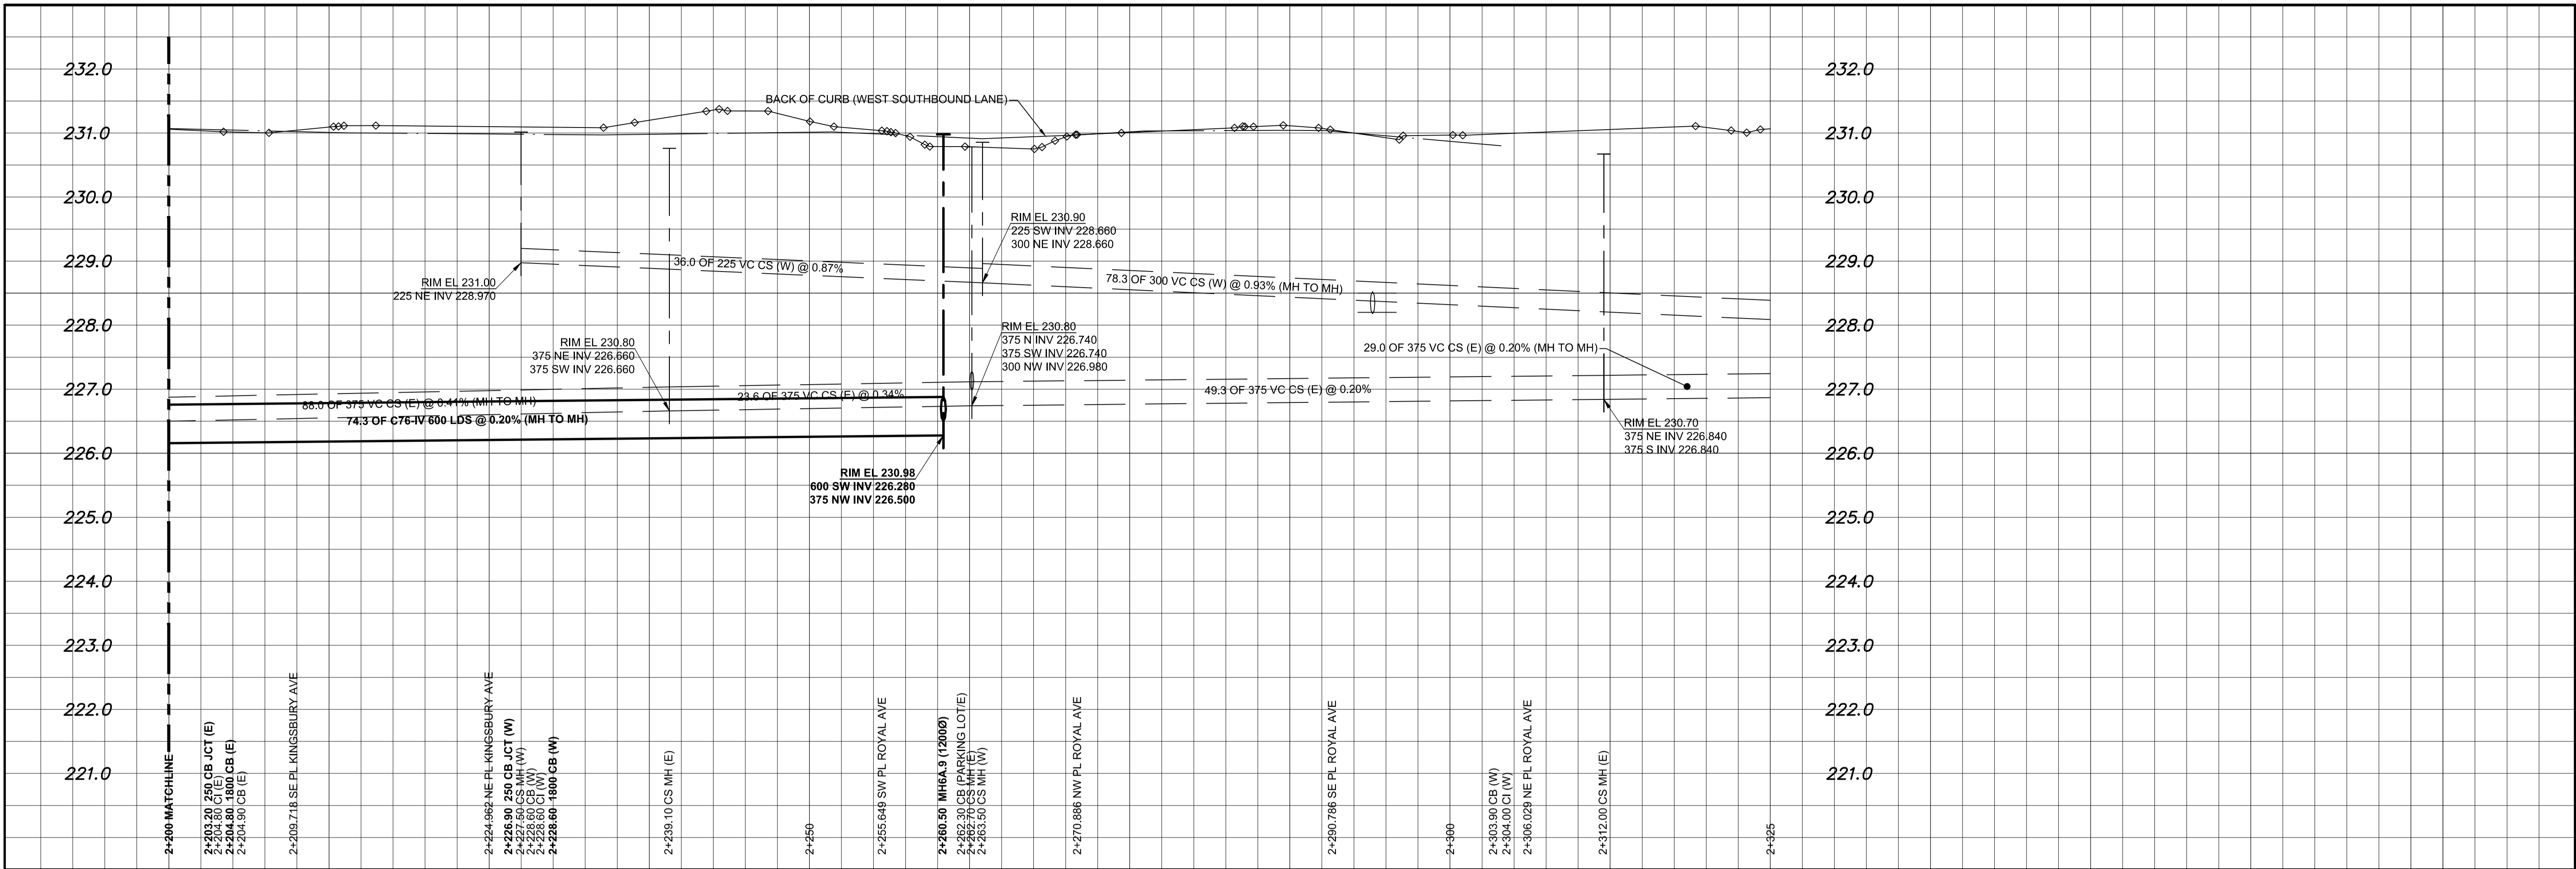 232.0
231.0
230.0
229.0
228.0
227.0
226.0
225.0
224.0
223.0
222.0
221.0
232.0
231.0
230.0
229.0
228.0
227.0
226.0
225.0
224.0
223.0
222.0
221.0
BACK OF CURB (WEST SOUTHBOUND LANE)
RIM EL 231.00
225 NE INV 228.970
36.0 OF 225 VC CS (W) @ 0.87%
RIM EL 230.90
225 SW INV 228.660
300 NE INV 228.660
78.3 OF 300 VC CS (W) @ 0.93% (MH TO MH)
RIM EL 230.80
375 NE INV 226.660
375 SW INV 226.660
RIM EL 230.80
375 N INV 226.740
375 SW INV 226.740
300 NW INV 226.980
29.0 OF 375 VC CS (E) @ 0.20% (MH TO MH)
88.0 OF 375 VC CS (E) @ 0.41% (MH TO MH)
23.6 OF 375 VC CS (E) @ 0.34%
49.3 OF 375 VC CS (E) @ 0.20%
74.3 OF C76-IV 600 LDS @ 0.20% (MH TO MH)
RIM EL 230.70
375 NE INV 226.840
375 S INV 226.840
RIM EL 230.98
600 SW INV 226.280
375 NW INV 226.500
2+200 MATCHLINE
2+203.20 250 CB JCT (E)
2+204.80 CI (E)
2+204.80 1800 CB (E)
2+204.90 CB (E)
2+209.718 SE PL KINGSBURY AVE
2+224.962 NE PL KINGSBURY AVE
2+226.90 250 CB JCT (W)
2+227.50 CS MH (W)
2+228.60 CB (W)
2+228.60 CI (W)
2+228.60 1800 CB (W)
2+239.10 CS MH (E)
2+250
2+255.649 SW PL ROYAL AVE
2+260.50 MH6A.9 (1200Ø)
2+262.30 CB (PARKING LOT/E)
2+262.70 CS MH (E)
2+263.50 CS MH (W)
2+270.886 NW PL ROYAL AVE
2+290.786 SE PL ROYAL AVE
2+300
2+303.90 CB (W)
2+304.00 CI (W)
2+306.029 NE PL ROYAL AVE
2+312.00 CS MH (E)
2+325